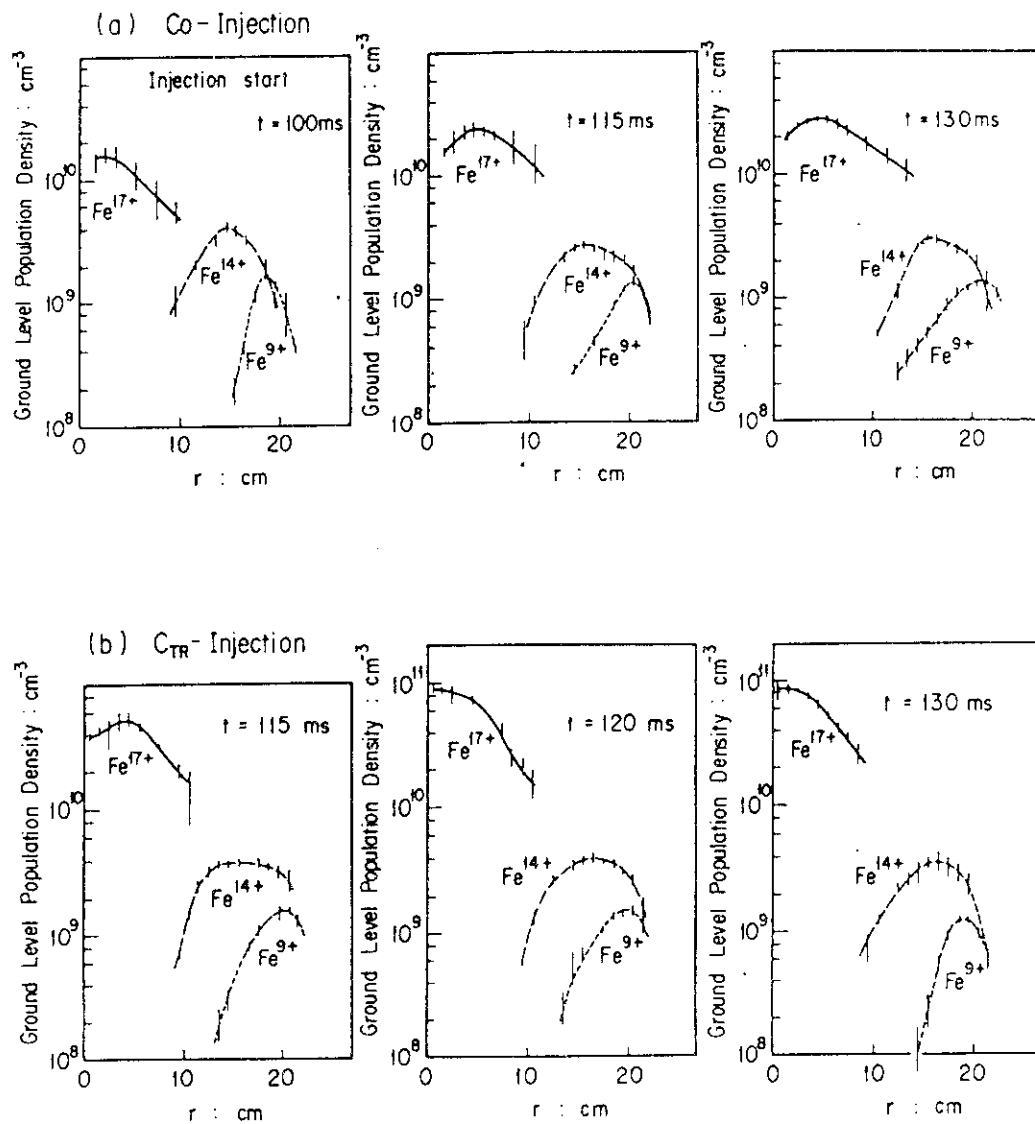 (a) Co-Injection
Ground Level Population Density : cm⁻³
Injection start
t = 100ms
10¹⁰
10⁹
10⁸
Fe¹⁷⁺
Fe¹⁴⁺
Fe⁹⁺
0 10 20
r : cm
Ground Level Population Density : cm⁻³
t = 115ms
10¹⁰
10⁹
10⁸
Fe¹⁷⁺
Fe¹⁴⁺
Fe⁹⁺
0 10 20
r : cm
Ground Level Population Density : cm⁻³
t = 130ms
10¹⁰
10⁹
10⁸
Fe¹⁷⁺
Fe¹⁴⁺
Fe⁹⁺
0 10 20
r : cm
(b) C_TR-Injection
Ground Level Population Density : cm⁻³
t = 115 ms
10¹⁰
10⁹
10⁸
Fe¹⁷⁺
Fe¹⁴⁺
Fe⁹⁺
0 10 20
r : cm
Ground Level Population Density : cm⁻³
t = 120 ms
10¹¹
10¹⁰
10⁹
10⁸
Fe¹⁷⁺
Fe¹⁴⁺
Fe⁹⁺
0 10 20
r : cm
Ground Level Population Density : cm⁻³
t = 130 ms
10¹¹
10¹⁰
10⁹
10⁸
Fe¹⁷⁺
Fe¹⁴⁺
Fe⁹⁺
0 10 20
r : cm